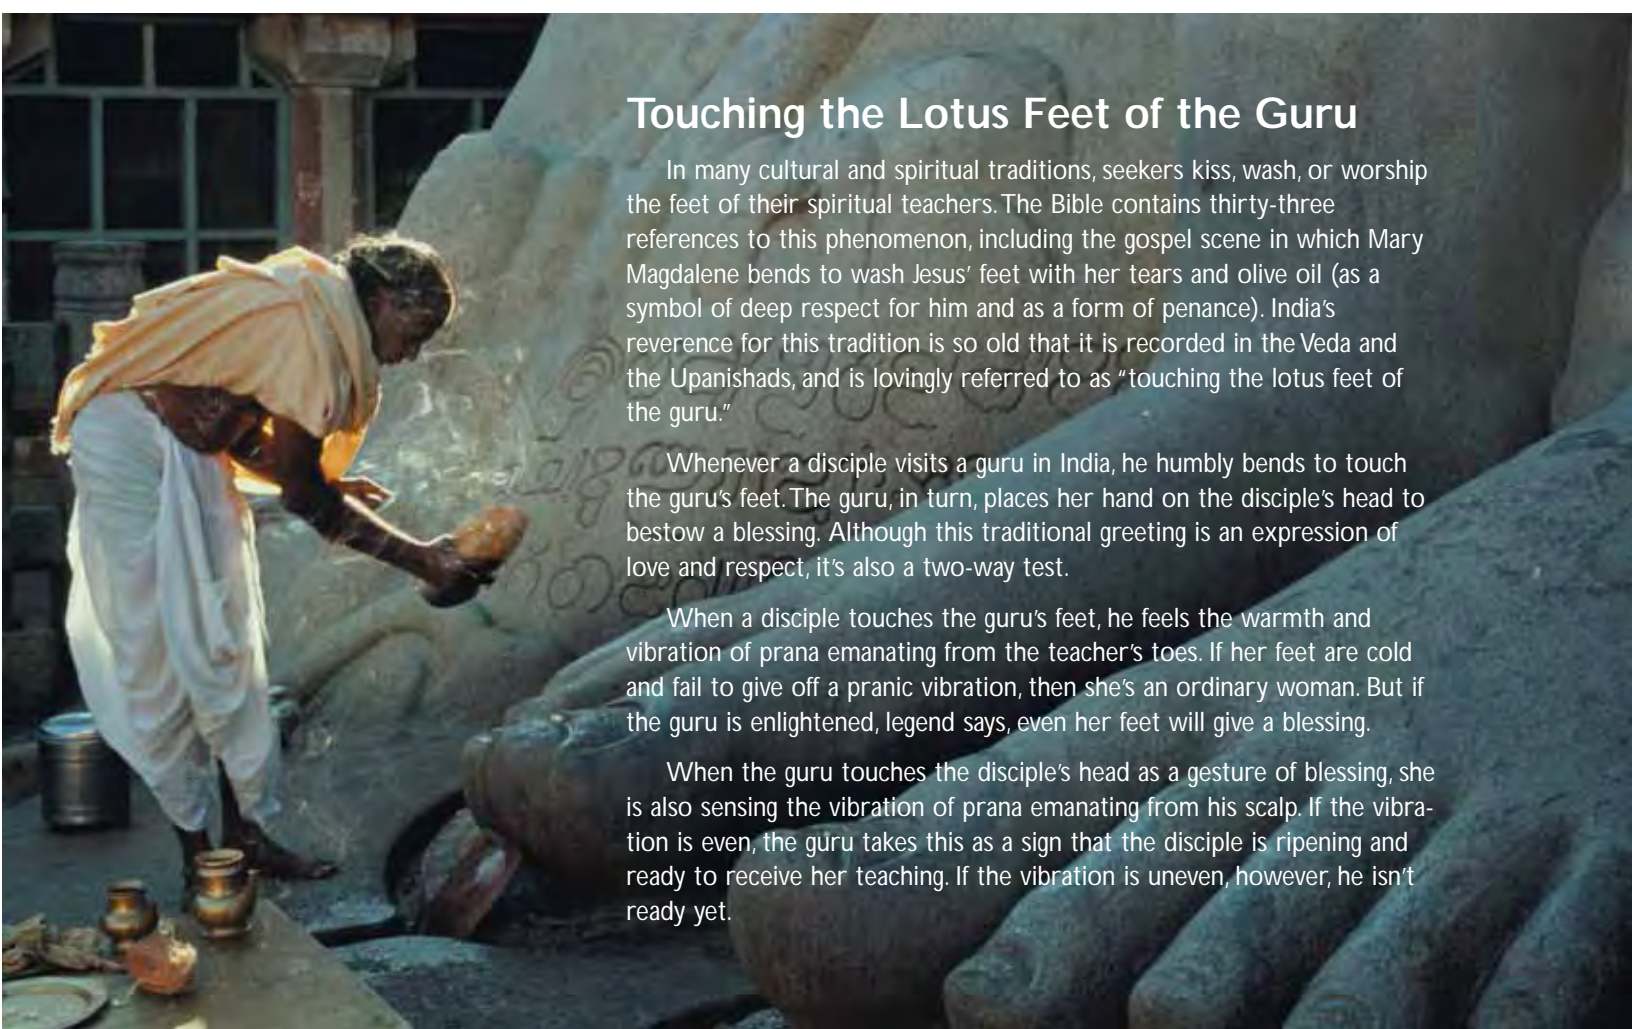 Touching the Lotus Feet of the Guru
In many cultural and spiritual traditions, seekers kiss, wash, or worship
the feet of their spiritual teachers. The Bible contains thirty-three
references to this phenomenon, including the gospel scene in which Mary
Magdalene bends to wash Jesus’ feet with her tears and olive oil (as a
symbol of deep respect for him and as a form of penance). India’s
reverence for this tradition is so old that it is recorded in the Veda and
the Upanishads, and is lovingly referred to as “touching the lotus feet of
the guru.”
Whenever a disciple visits a guru in India, he humbly bends to touch
the guru’s feet. The guru, in turn, places her hand on the disciple’s head to
bestow a blessing. Although this traditional greeting is an expression of
love and respect, it’s also a two-way test.
When a disciple touches the guru’s feet, he feels the warmth and
vibration of prana emanating from the teacher’s toes. If her feet are cold
and fail to give off a pranic vibration, then she’s an ordinary woman. But if
the guru is enlightened, legend says, even her feet will give a blessing.
When the guru touches the disciple’s head as a gesture of blessing, she
is also sensing the vibration of prana emanating from his scalp. If the vibra-
tion is even, the guru takes this as a sign that the disciple is ripening and
ready to receive her teaching. If the vibration is uneven, however, he isn’t
ready yet.